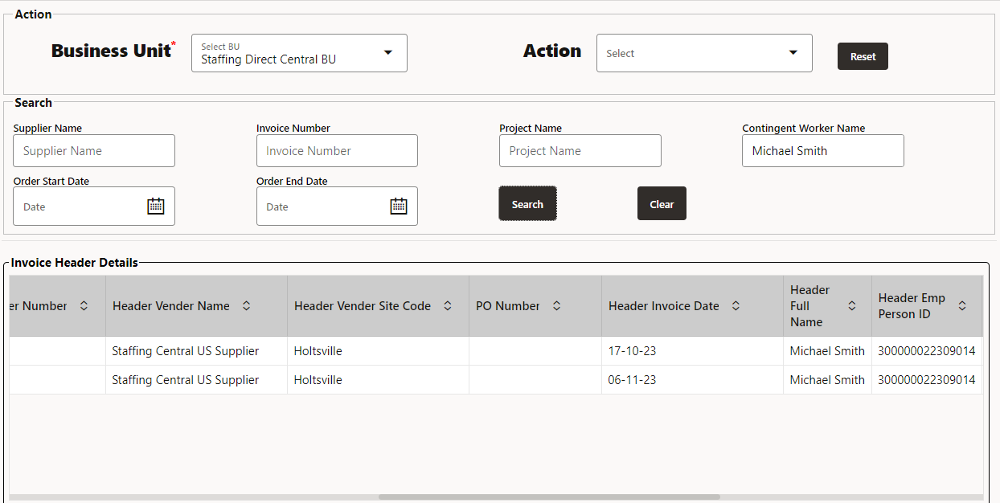 Action
Business Unit*
Select BU
Staffing Direct Central BU
Action
Select
Reset
Search
Supplier Name
Invoice Number
Project Name
Contingent Worker Name
Supplier Name
Invoice Number
Project Name
Michael Smith
Order Start Date
Order End Date
Date
Date
Search
Clear
Invoice Header Details
er Number
Header Vender Name
Header Vender Site Code
PO Number
Header Invoice Date
Header
Full
Name
Header Emp
Person ID
Staffing Central US Supplier Holtsville 17-10-23 Michael Smith 300000022309014
Staffing Central US Supplier Holtsville 06-11-23 Michael Smith 300000022309014